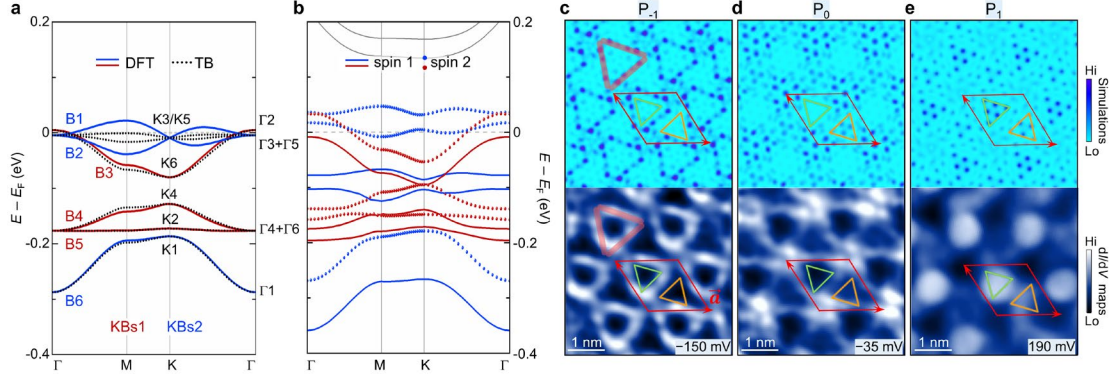 a
b
c
d
e
P₋₁
P₀
P₁
0.2
0
-0.2
-0.4
E − E_F (eV)
DFT
TB
B1
B2
B3
B4
B5
B6
K3/K5
K6
K4
K2
K1
Γ2
Γ3+Γ5
Γ4+Γ6
Γ1
KBs1
KBs2
Γ
M
K
Γ
spin 1
spin 2
0.2
0
-0.2
-0.4
E − E_F (eV)
Γ
M
K
Γ
a
1 nm
−150 mV
1 nm
−35 mV
1 nm
190 mV
Hi
Simulations
Lo
Hi
dI/dV maps
Lo